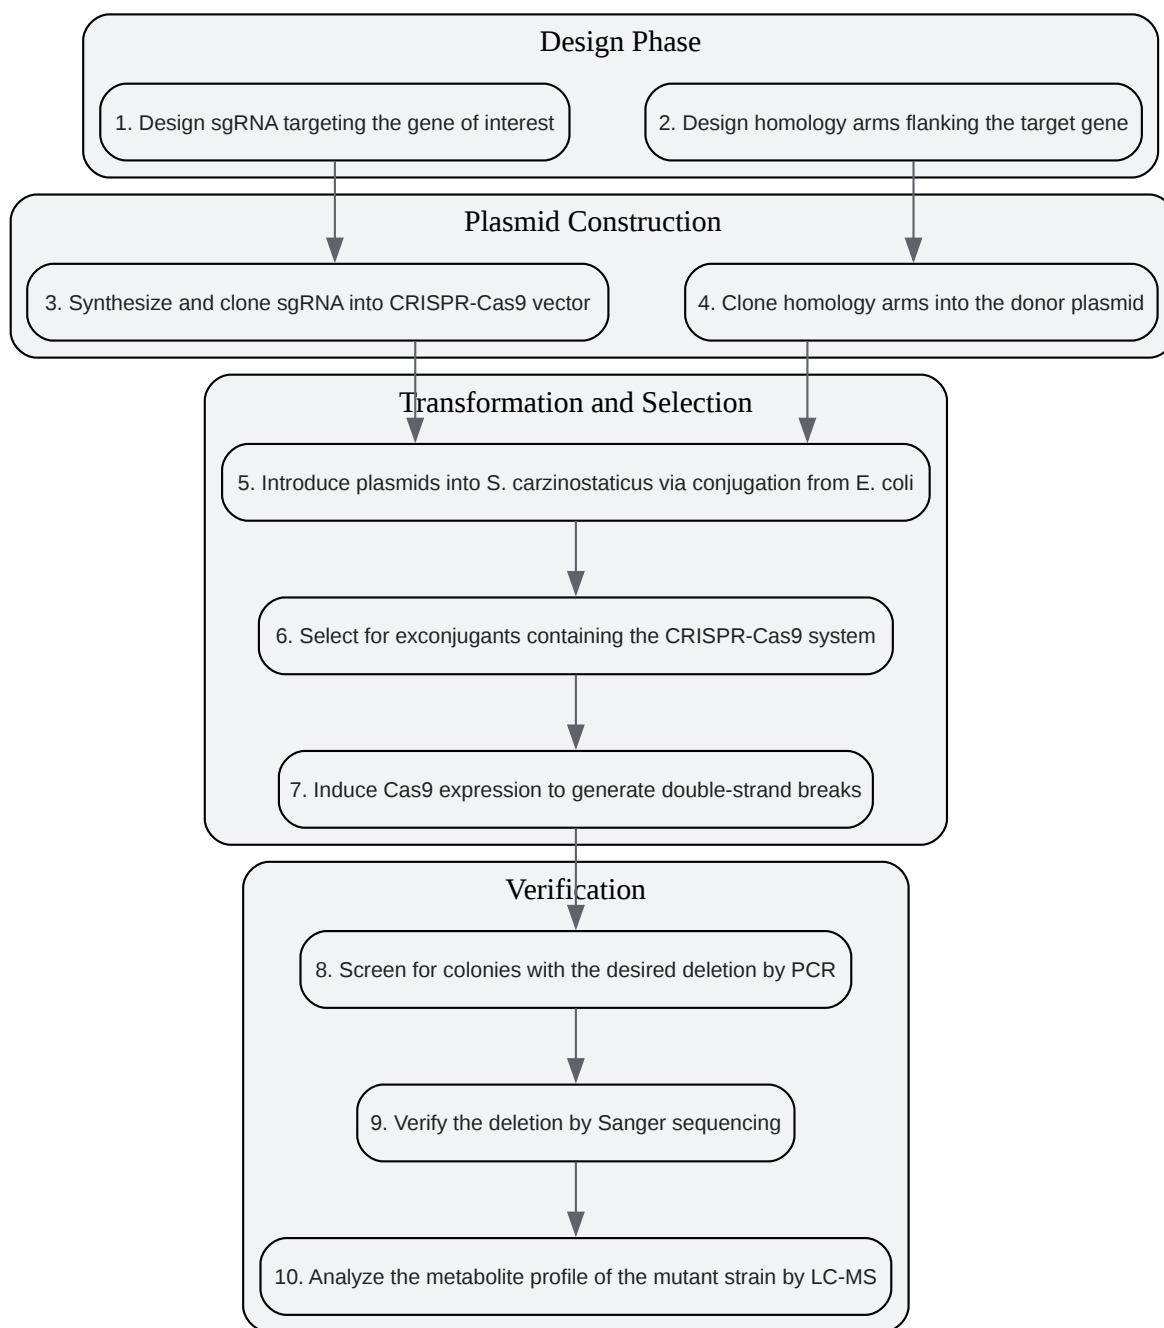 Design Phase
1. Design sgRNA targeting the gene of interest
2. Design homology arms flanking the target gene
Plasmid Construction
3. Synthesize and clone sgRNA into CRISPR-Cas9 vector
4. Clone homology arms into the donor plasmid
Transformation and Selection
5. Introduce plasmids into S. carzinostaticus via conjugation from E. coli
6. Select for exconjugants containing the CRISPR-Cas9 system
7. Induce Cas9 expression to generate double-strand breaks
Verification
8. Screen for colonies with the desired deletion by PCR
9. Verify the deletion by Sanger sequencing
10. Analyze the metabolite profile of the mutant strain by LC-MS